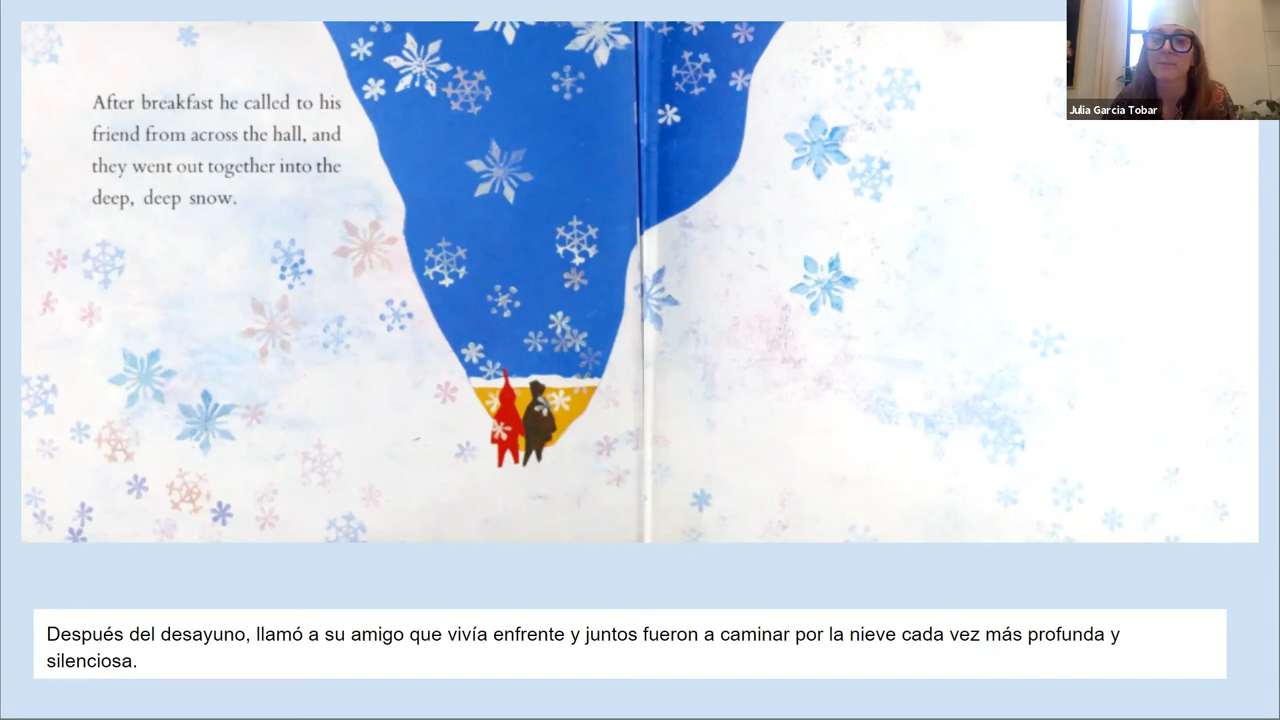 After breakfast he called to his
friend from across the hall, and
they went out together into the
deep, deep snow.
Julia Garcia Tobar
Después del desayuno, llamó a su amigo que vivía enfrente y juntos fueron a caminar por la nieve cada vez más profunda y
silenciosa.